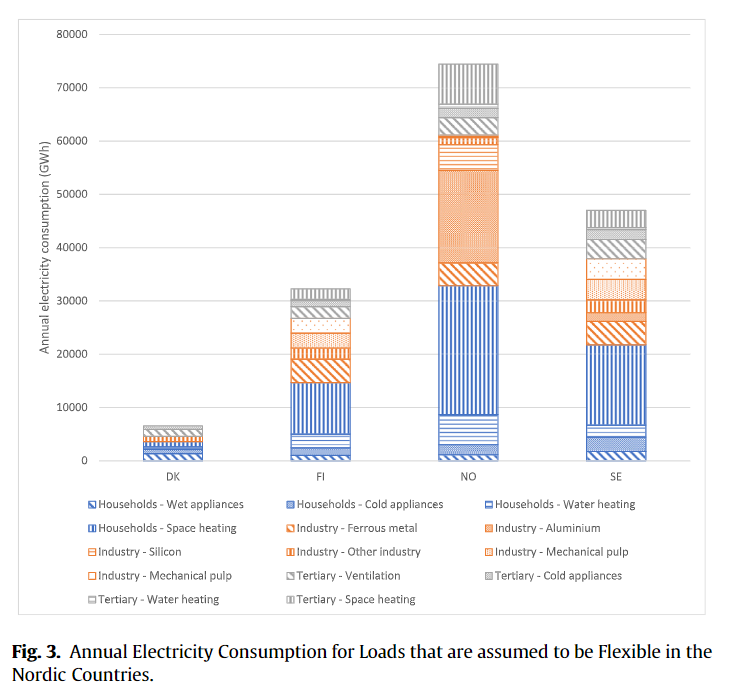 80000
70000
60000
50000
40000
30000
20000
10000
0
Annual electricity consumption (GWh)
DK FI NO SE
Households - Wet appliances Households - Cold appliances Households - Water heating
Households - Space heating Industry - Ferrous metal Industry - Aluminium
Industry - Silicon Industry - Other industry Industry - Mechanical pulp
Industry - Mechanical pulp Tertiary - Ventilation Tertiary - Cold appliances
Tertiary - Water heating Tertiary - Space heating
Fig. 3. Annual Electricity Consumption for Loads that are assumed to be Flexible in the
Nordic Countries.